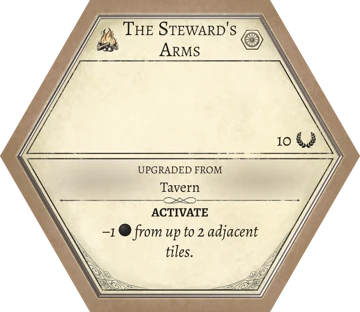 The Steward's
Arms
10
UPGRADED FROM
Tavern
ACTIVATE
–1 from up to 2 adjacent
tiles.